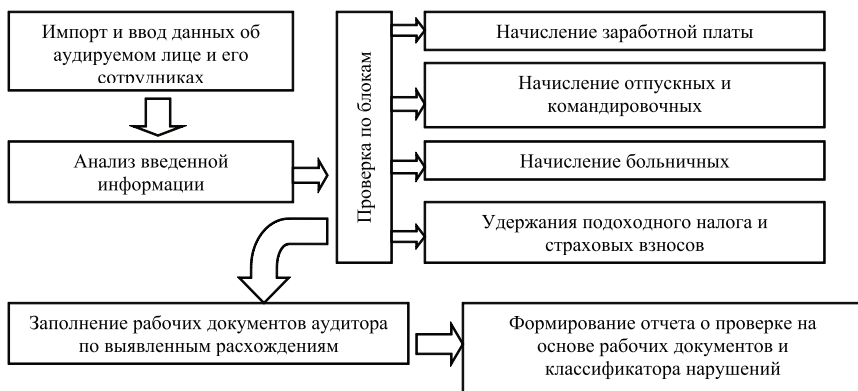 Импорт и ввод данных об
аудируемом лице и его
сотрудниках
Анализ введенной
информации
Проверка по блокам
Начисление заработной платы
Начисление отпускных и
командировочных
Начисление больничных
Удержания подоходного налога и
страховых взносов
Заполнение рабочих документов аудитора
по выявленным расхождениям
Формирование отчета о проверке на
основе рабочих документов и
классификатора нарушений